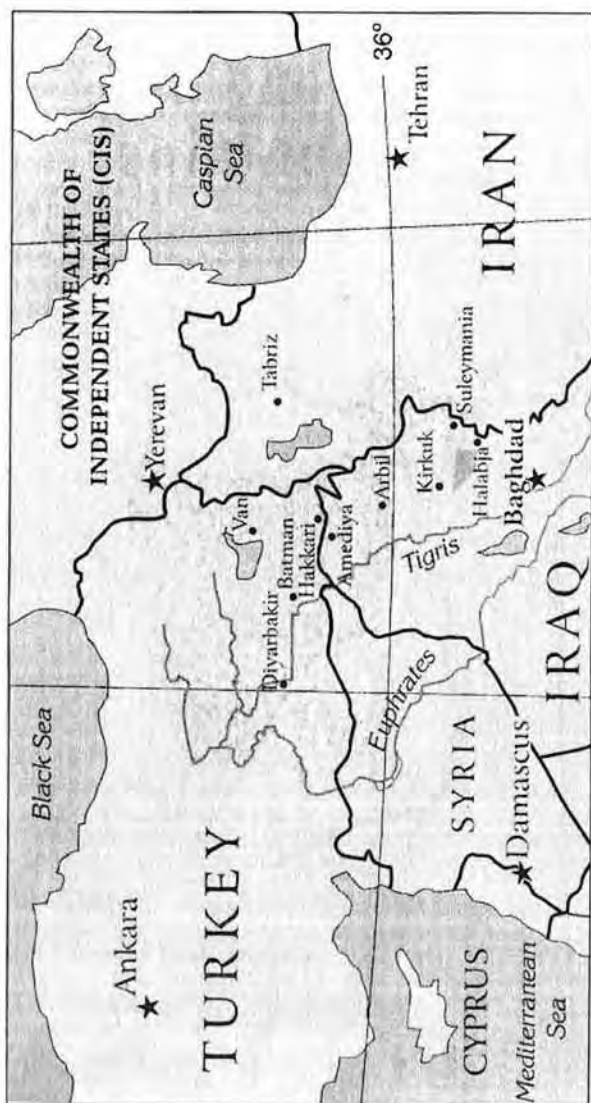 COMMONWEALTH OF
INDEPENDENT STATES (CIS)
Black Sea
Caspian
Sea
Ankara
Yerevan
TURKEY
Van
Tabriz
Diyarbakir
Batman
Hakkari
Amediya
36°
Tehran
Arbil
Kirkuk
Suleymania
Halabja
Baghdad
Tigris
Euphrates
SYRIA
Damascus
IRAQ
IRAN
CYPRUS
Mediterranean
Sea